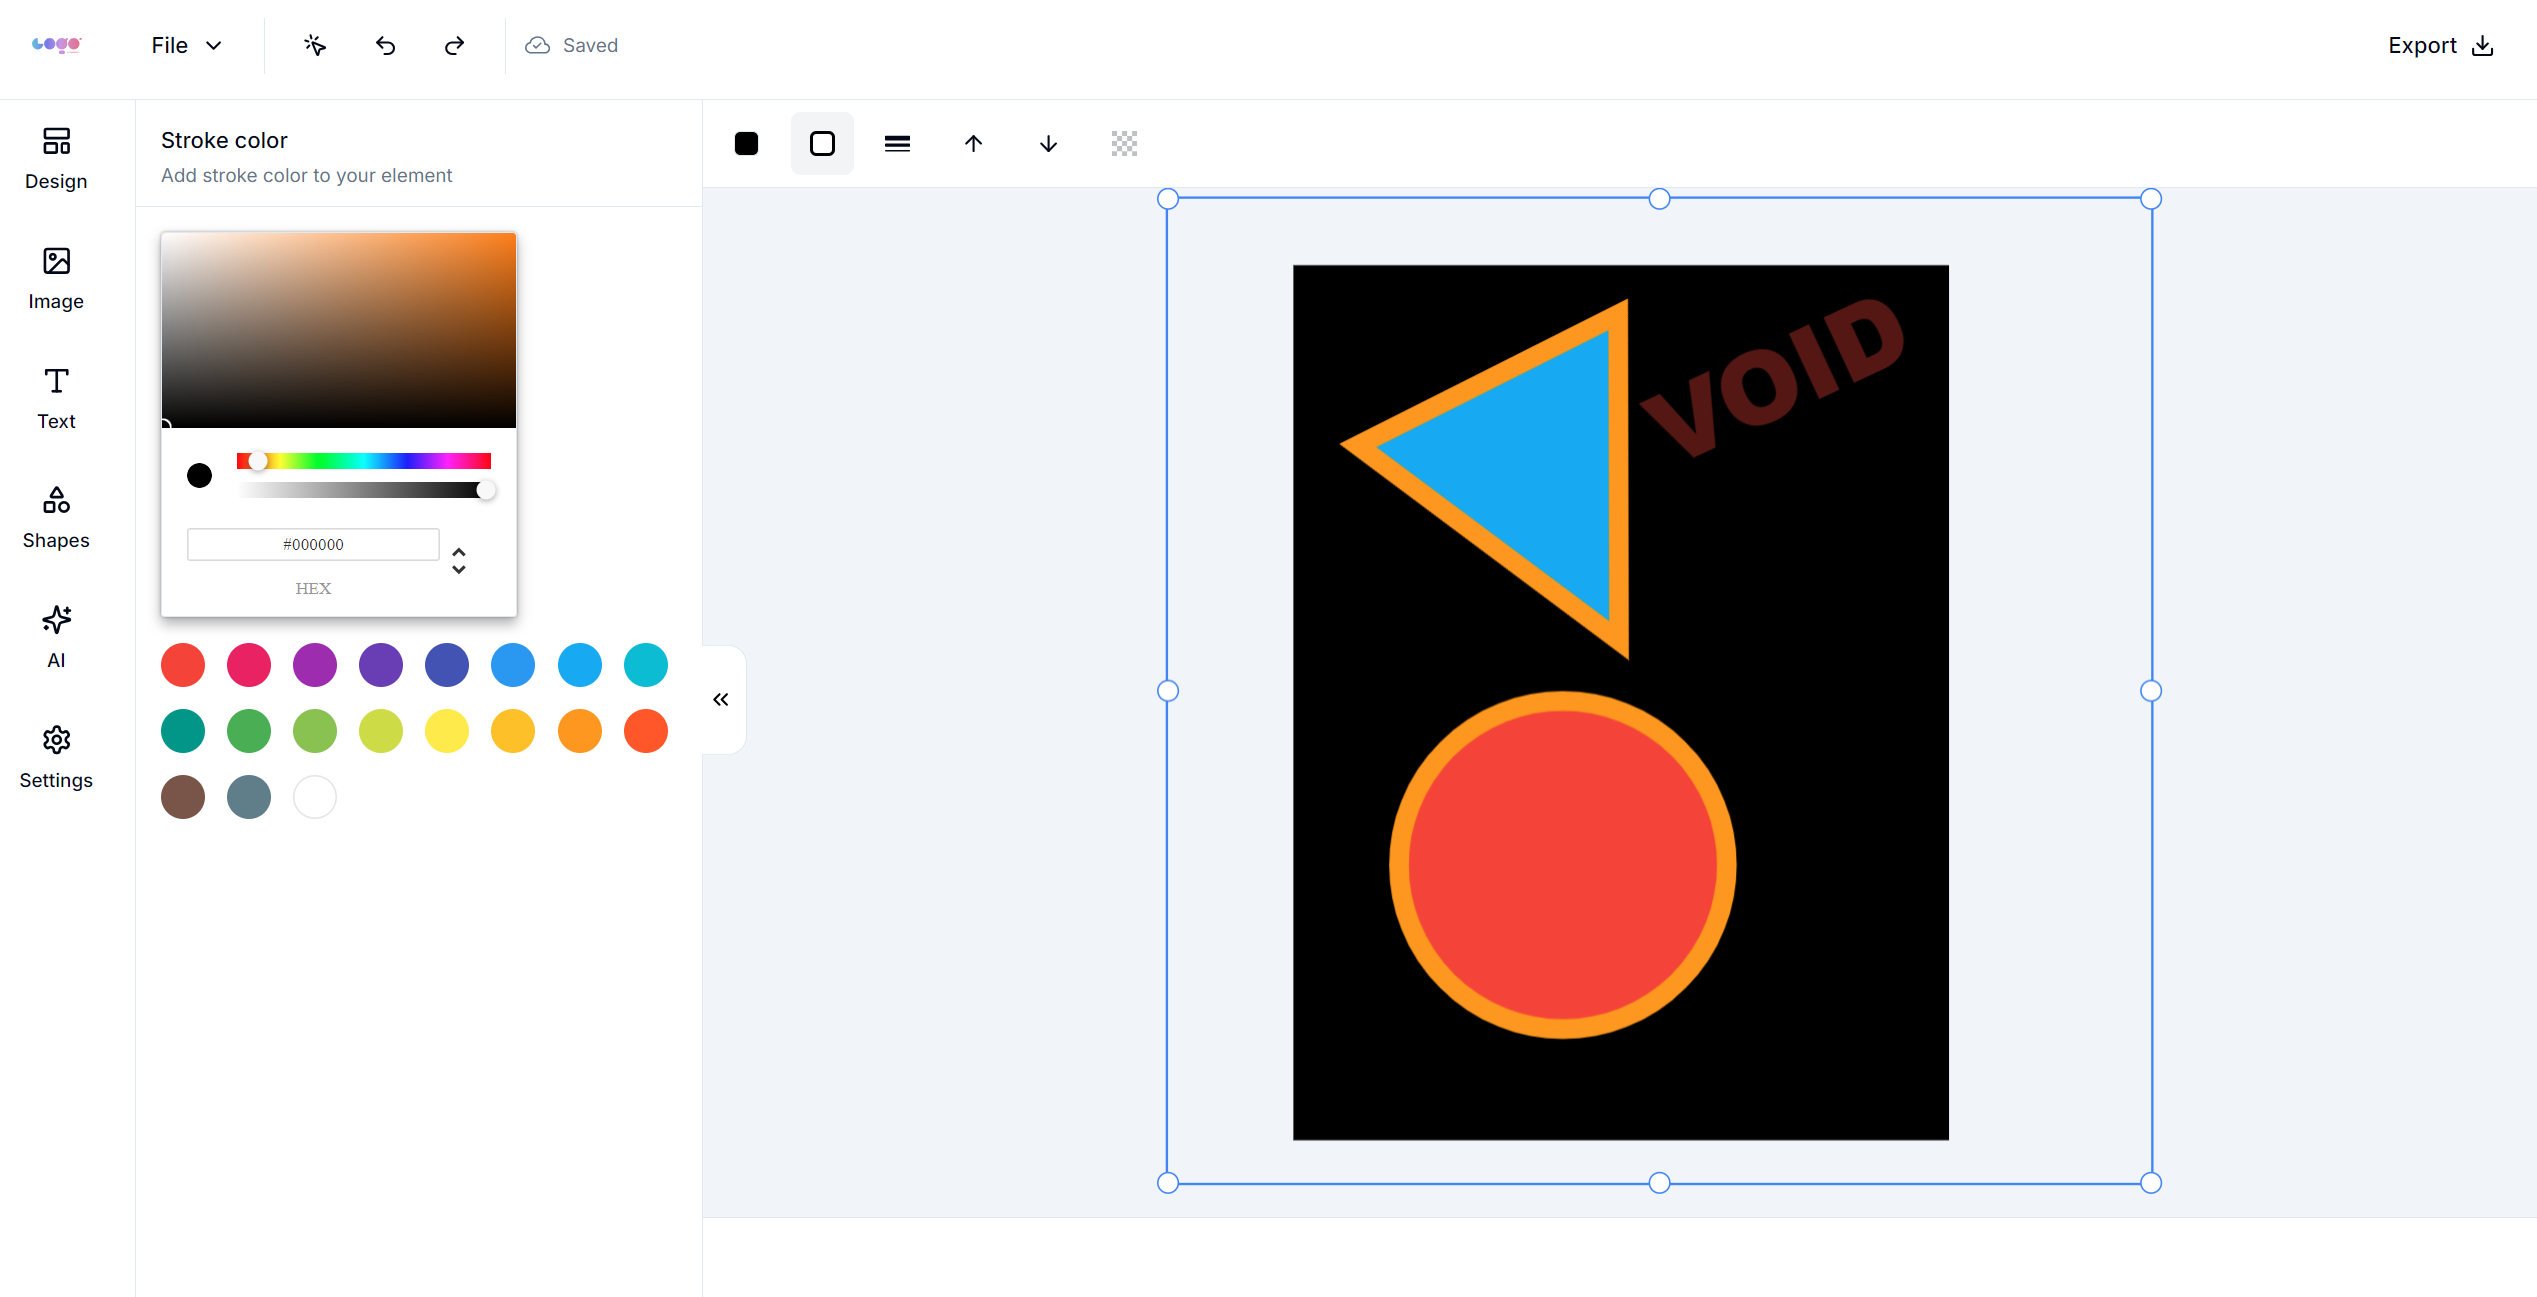 File
Saved
Export
Design
Image
Text
Shapes
AI
Settings
Stroke color
Add stroke color to your element
#000000
HEX
VOID